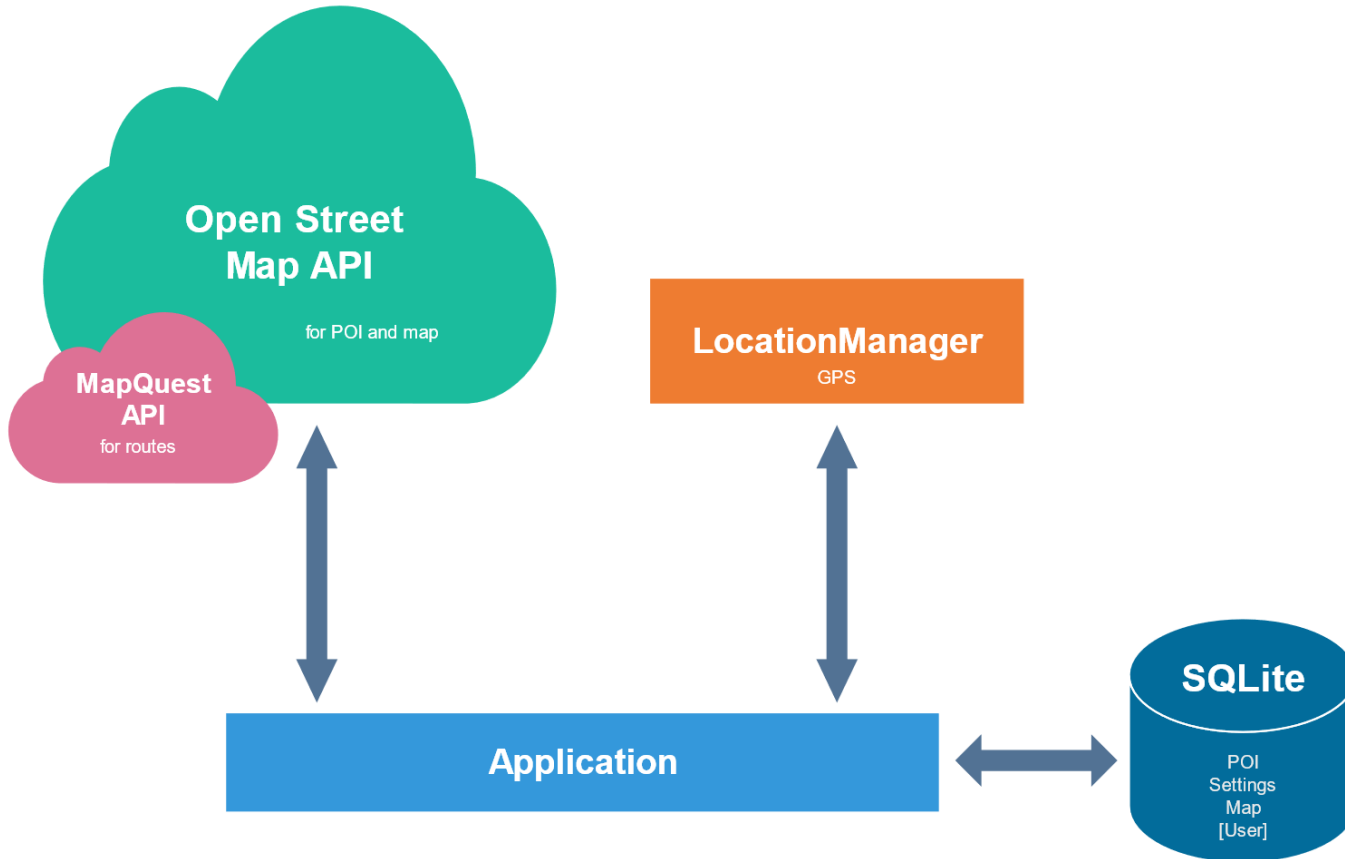 Open Street
Map API
for POI and map
MapQuest
API
for routes
LocationManager
GPS
Application
SQLite
POI
Settings
Map
[User]